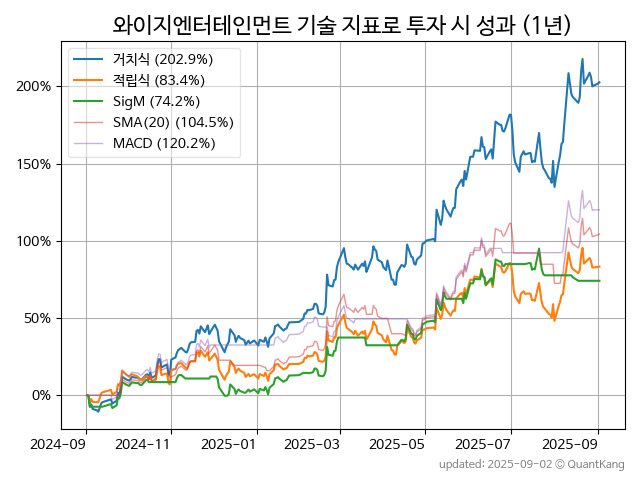 와이지엔터테인먼트 기술 지표로 투자 시 성과 (1년)
거치식 (202.9%)
적립식 (83.4%)
SigM (74.2%)
SMA(20) (104.5%)
MACD (120.2%)
200%
150%
100%
50%
0%
2024-09 2024-11 2025-01 2025-03 2025-05 2025-07 2025-09
updated: 2025-09-02 © QuantKang